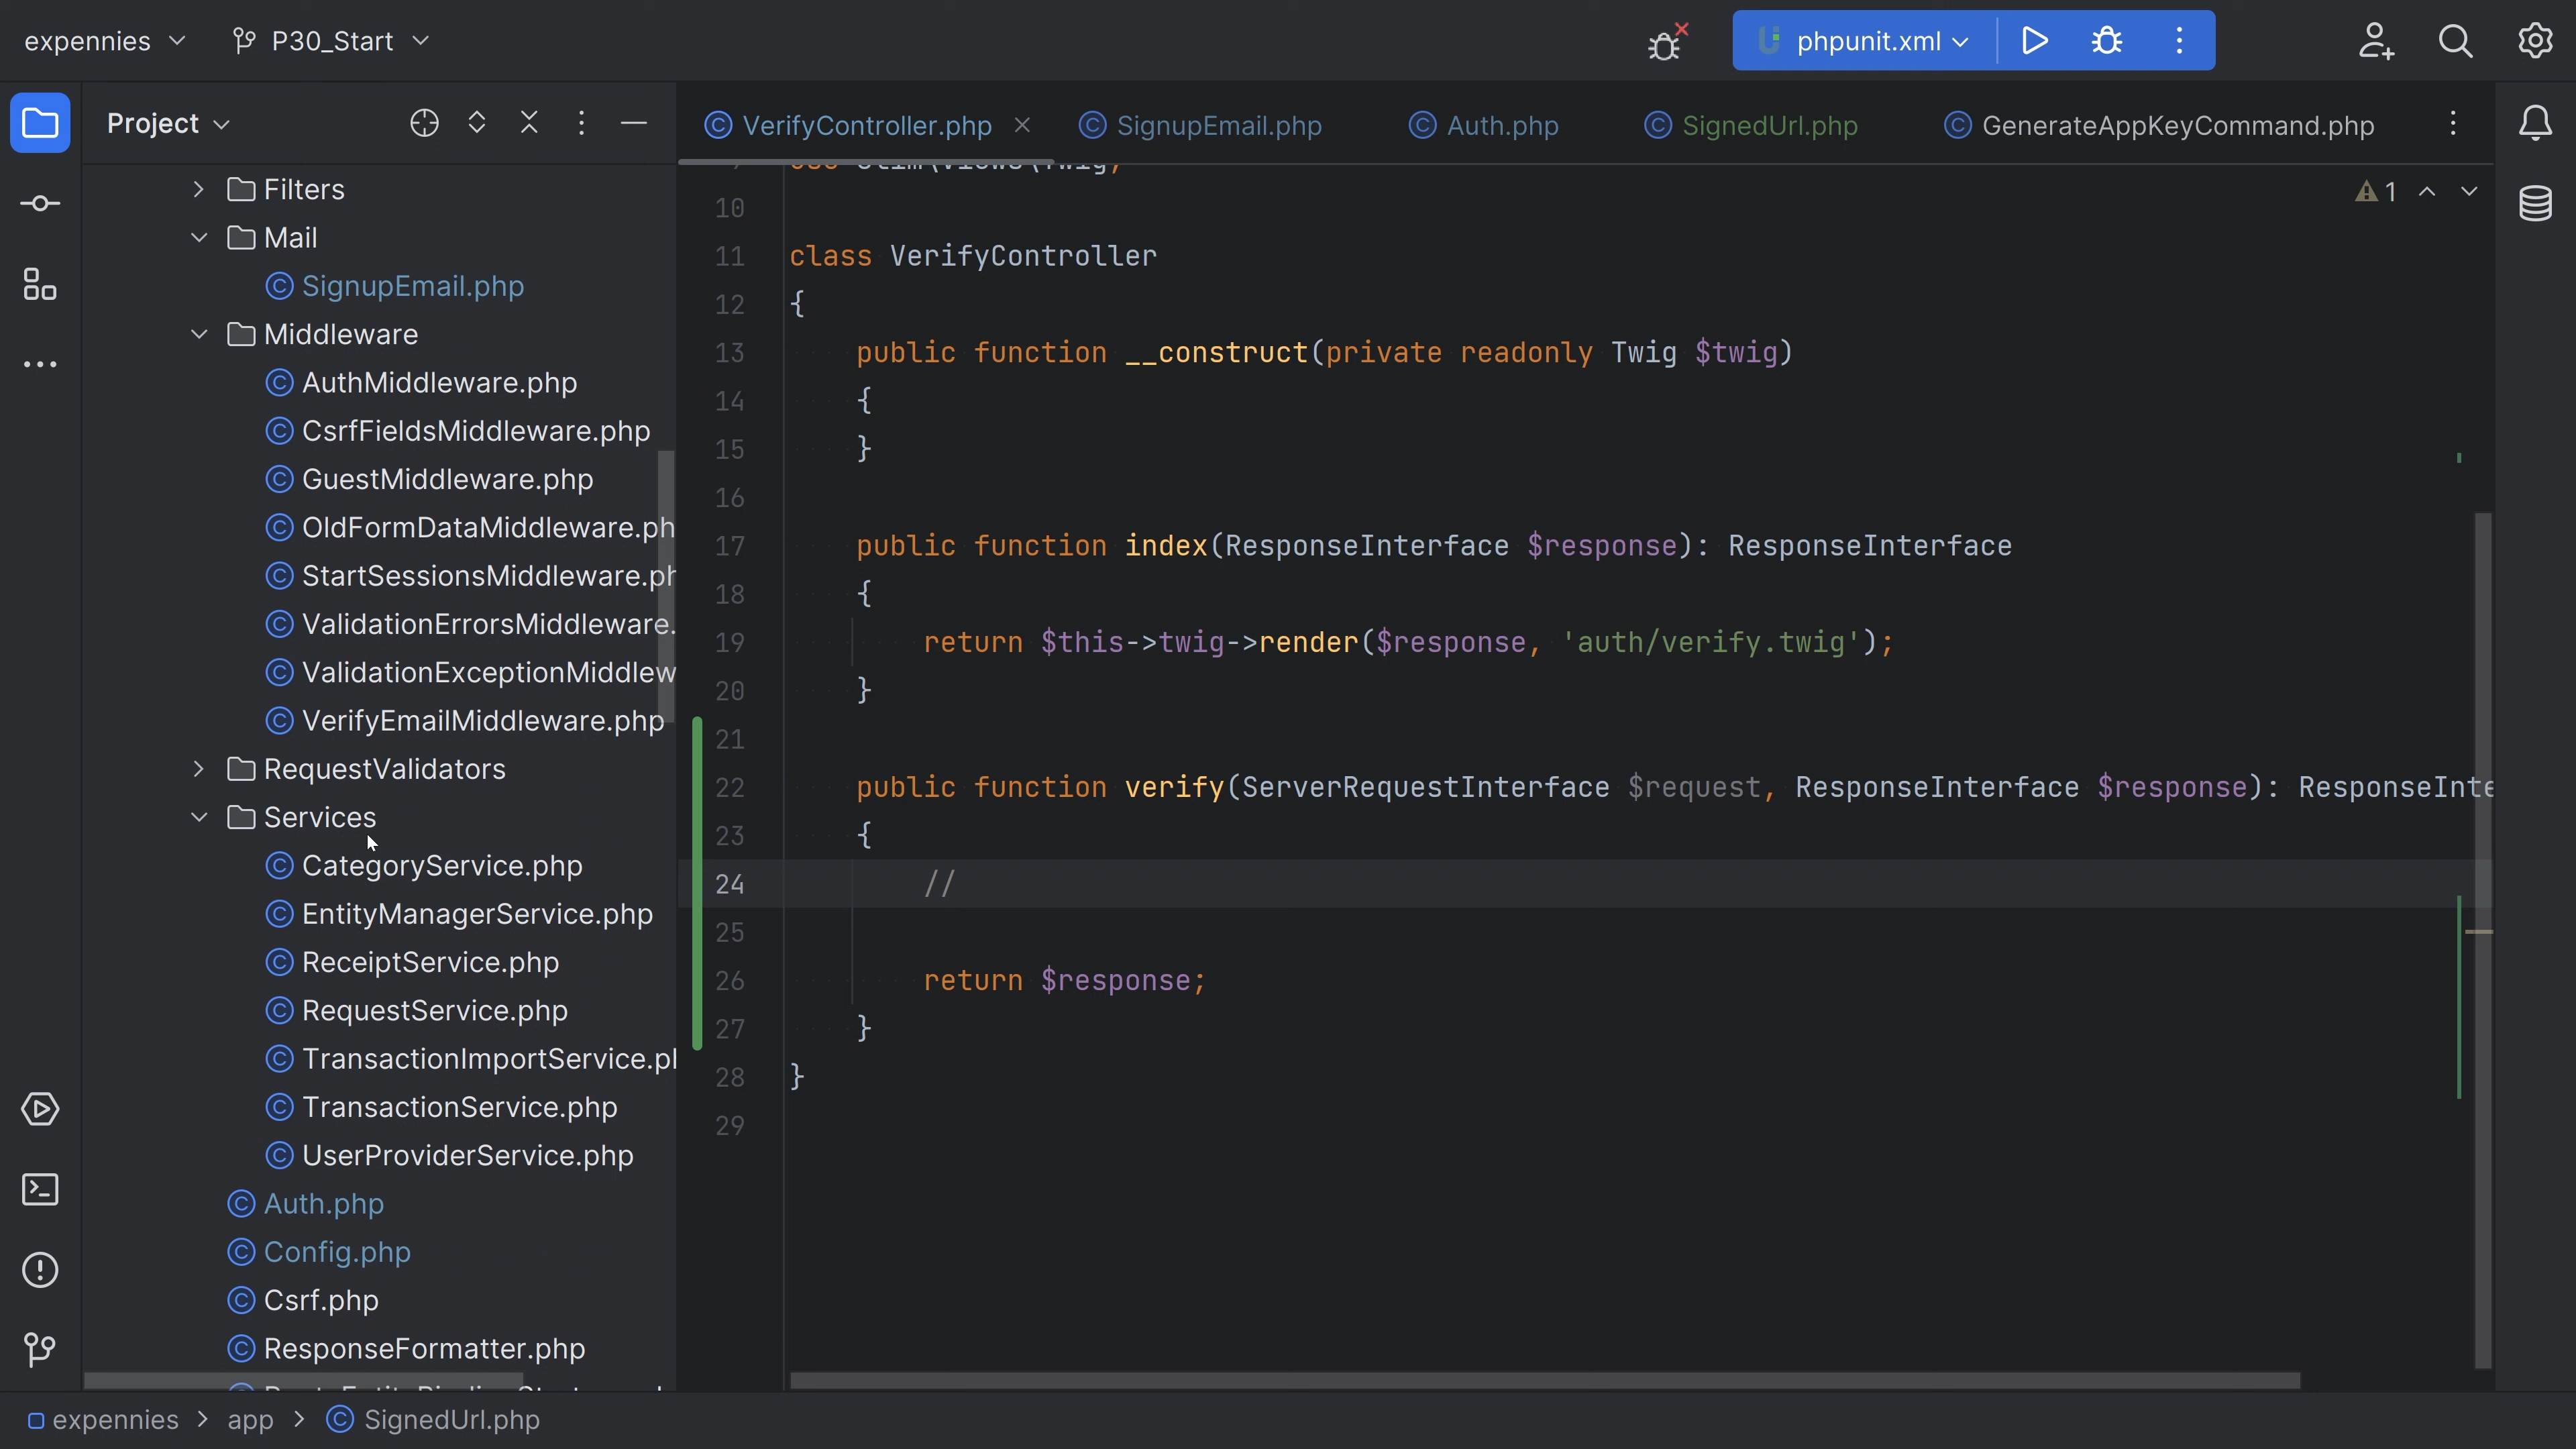 expennies P30_Start phpunit.xml
Project
VerifyController.php SignupEmail.php Auth.php SignedUrl.php GenerateAppKeyCommand.php
1
Filters
Mail
SignupEmail.php
Middleware
AuthMiddleware.php
CsrfFieldsMiddleware.php
GuestMiddleware.php
OldFormDataMiddleware.ph
StartSessionsMiddleware.ph
ValidationErrorsMiddleware.
ValidationExceptionMiddlew
VerifyEmailMiddleware.php
RequestValidators
Services
CategoryService.php
EntityManagerService.php
ReceiptService.php
RequestService.php
TransactionImportService.pl
TransactionService.php
UserProviderService.php
Auth.php
Config.php
Csrf.php
ResponseFormatter.php
10
11 class VerifyController
12 {
13 public function __construct(private readonly Twig $twig)
14 {
15 }
16
17 public function index(ResponseInterface $response): ResponseInterface
18 {
19 return $this->twig->render($response, 'auth/verify.twig');
20 }
21
22 public function verify(ServerRequestInterface $request, ResponseInterface $response): ResponseInte
23 {
24 //
25
26 return $response;
27 }
28 }
29
expennies > app > SignedUrl.php